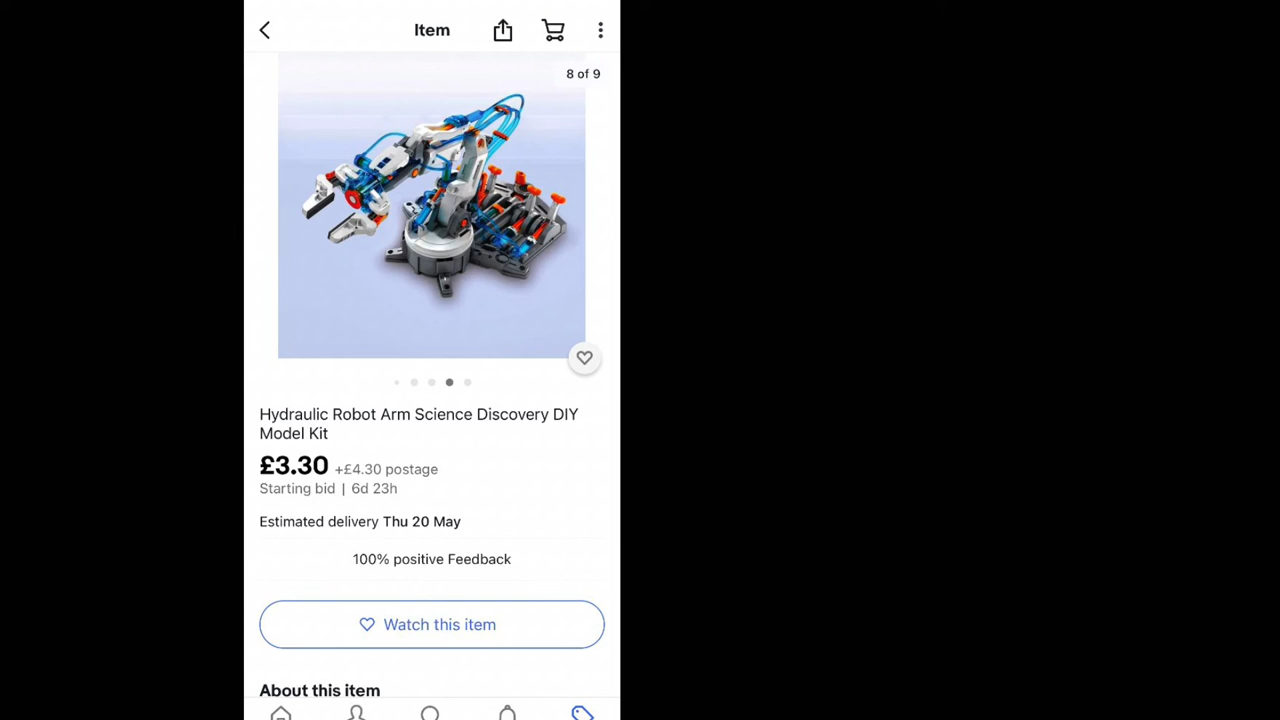 Item
8 of 9
Hydraulic Robot Arm Science Discovery DIY
Model Kit
£3.30 +£4.30 postage
Starting bid | 6d 23h
Estimated delivery Thu 20 May
100% positive Feedback
Watch this item
About this item